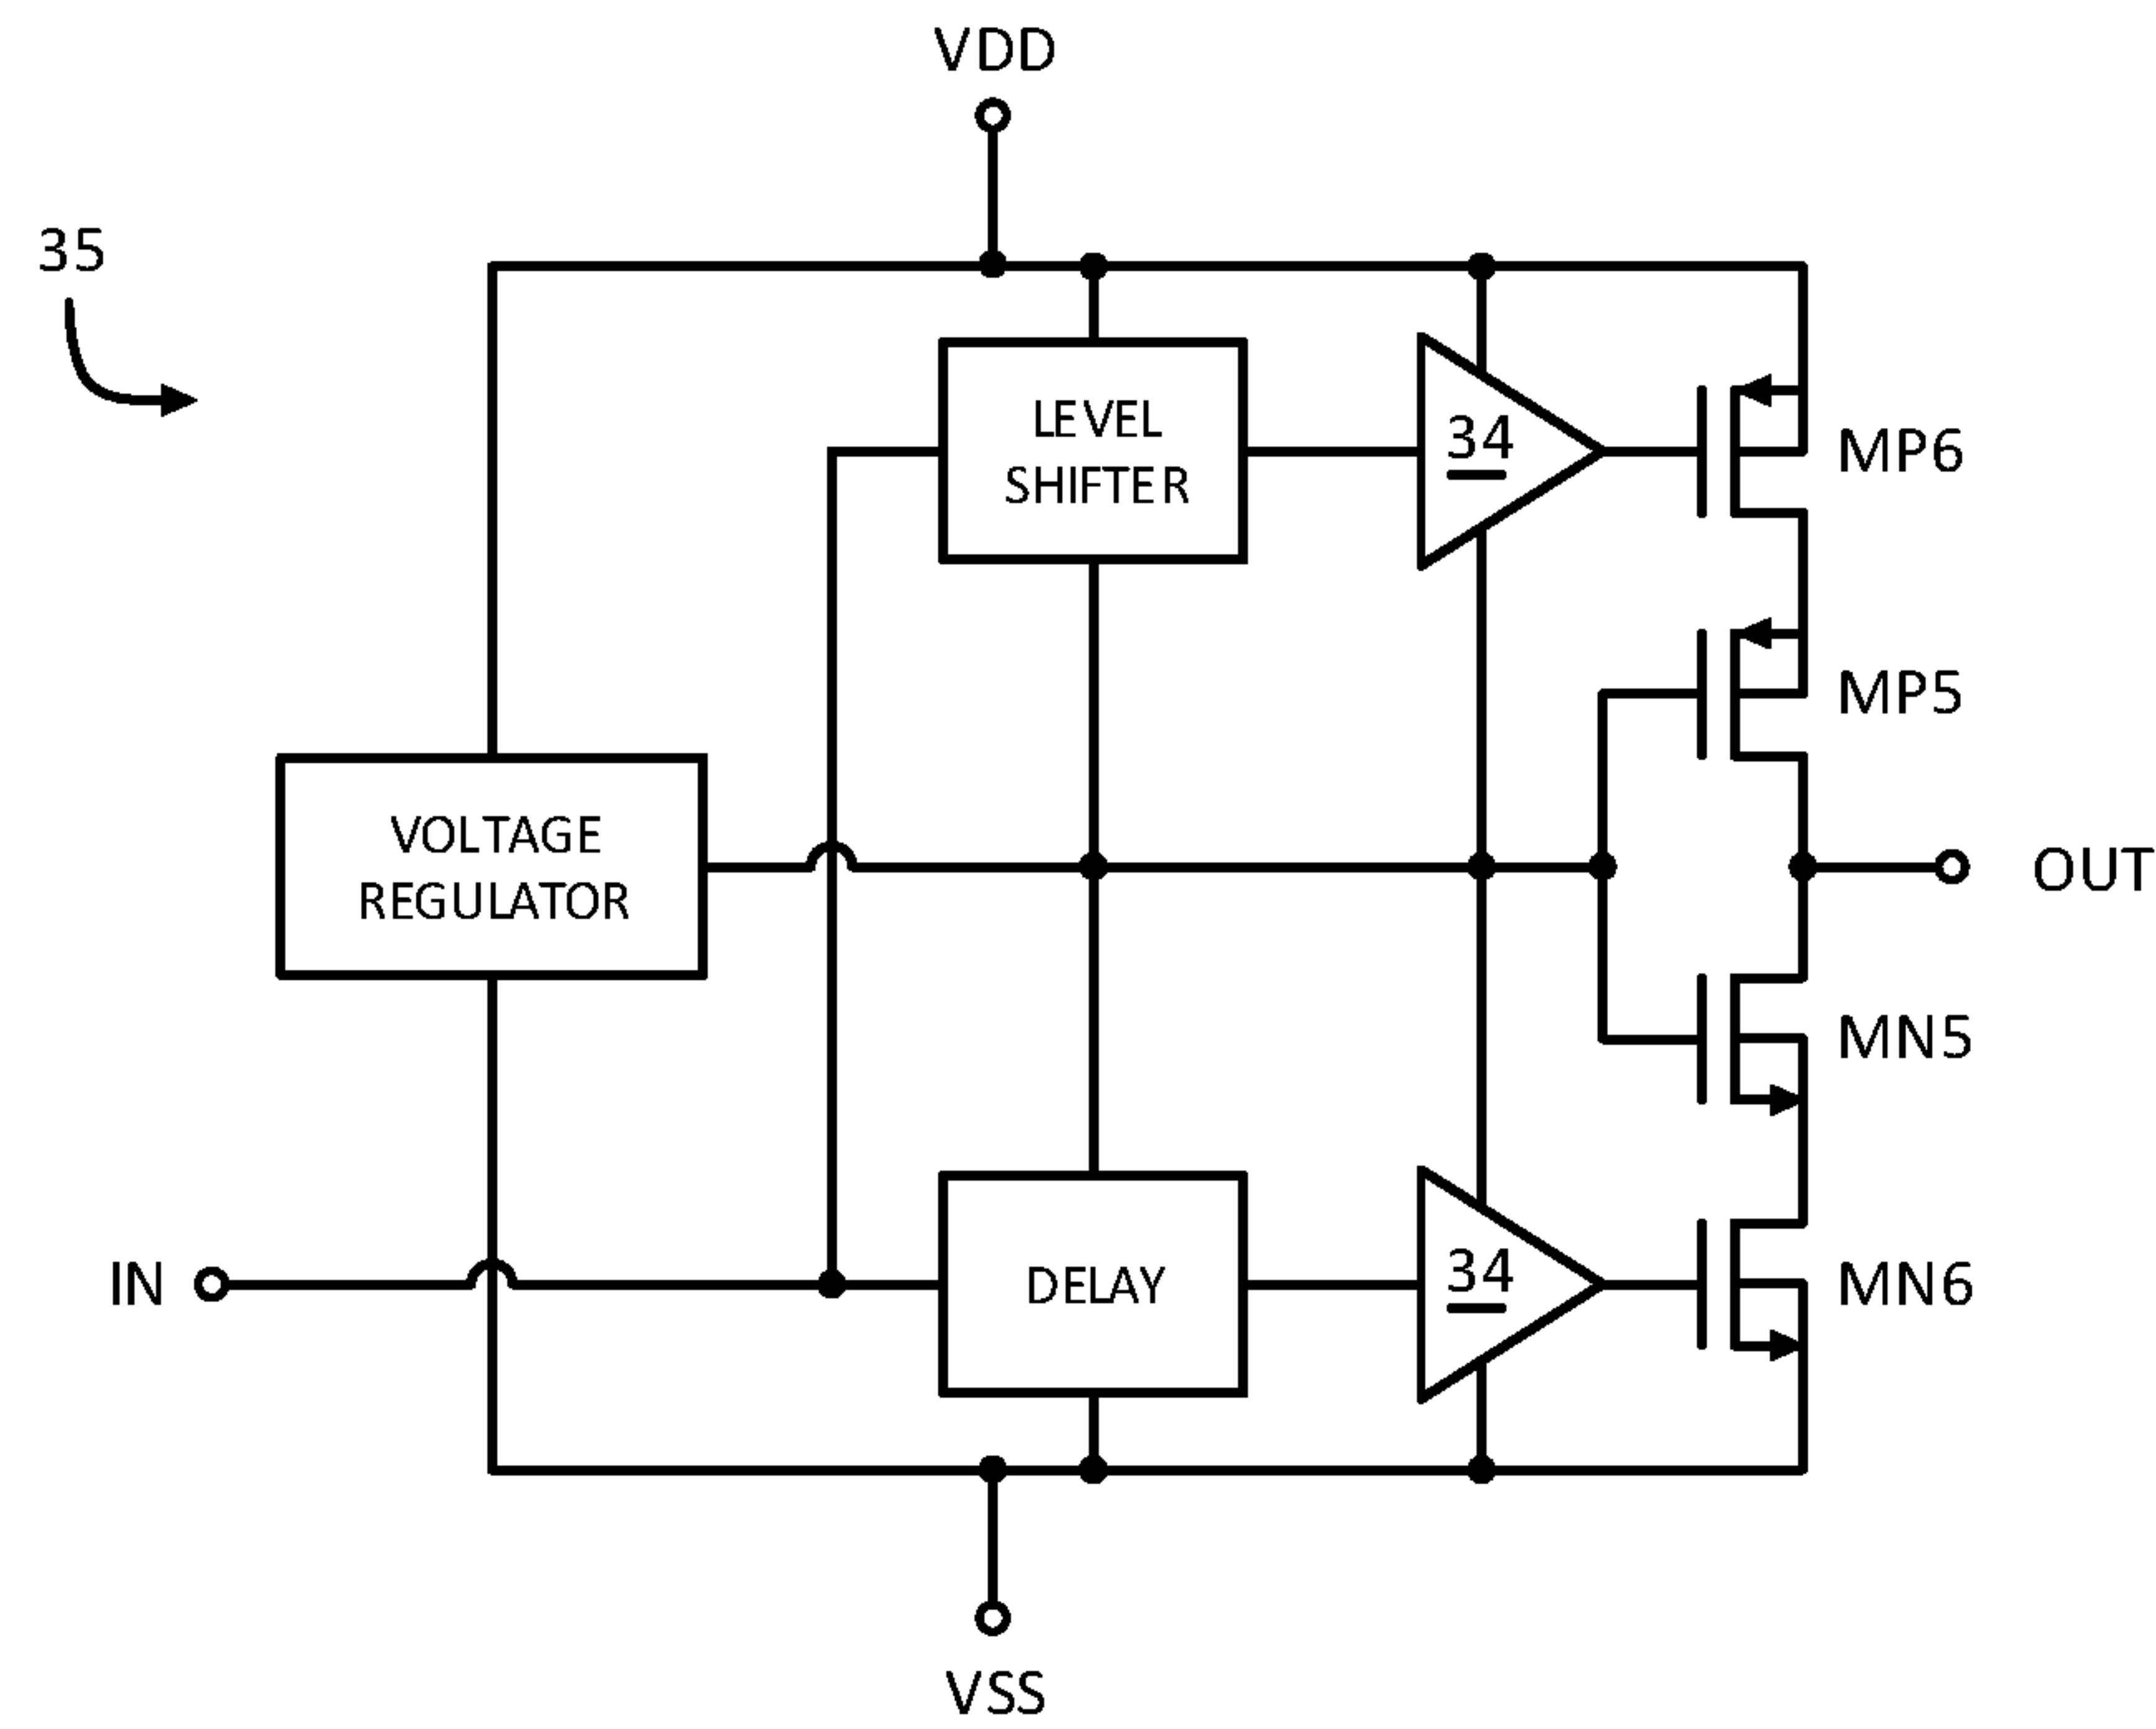 VDD
35
LEVEL
SHIFTER
34
MP6
MP5
VOLTAGE
REGULATOR
OUT
MN5
IN
DELAY
34
MN6
VSS